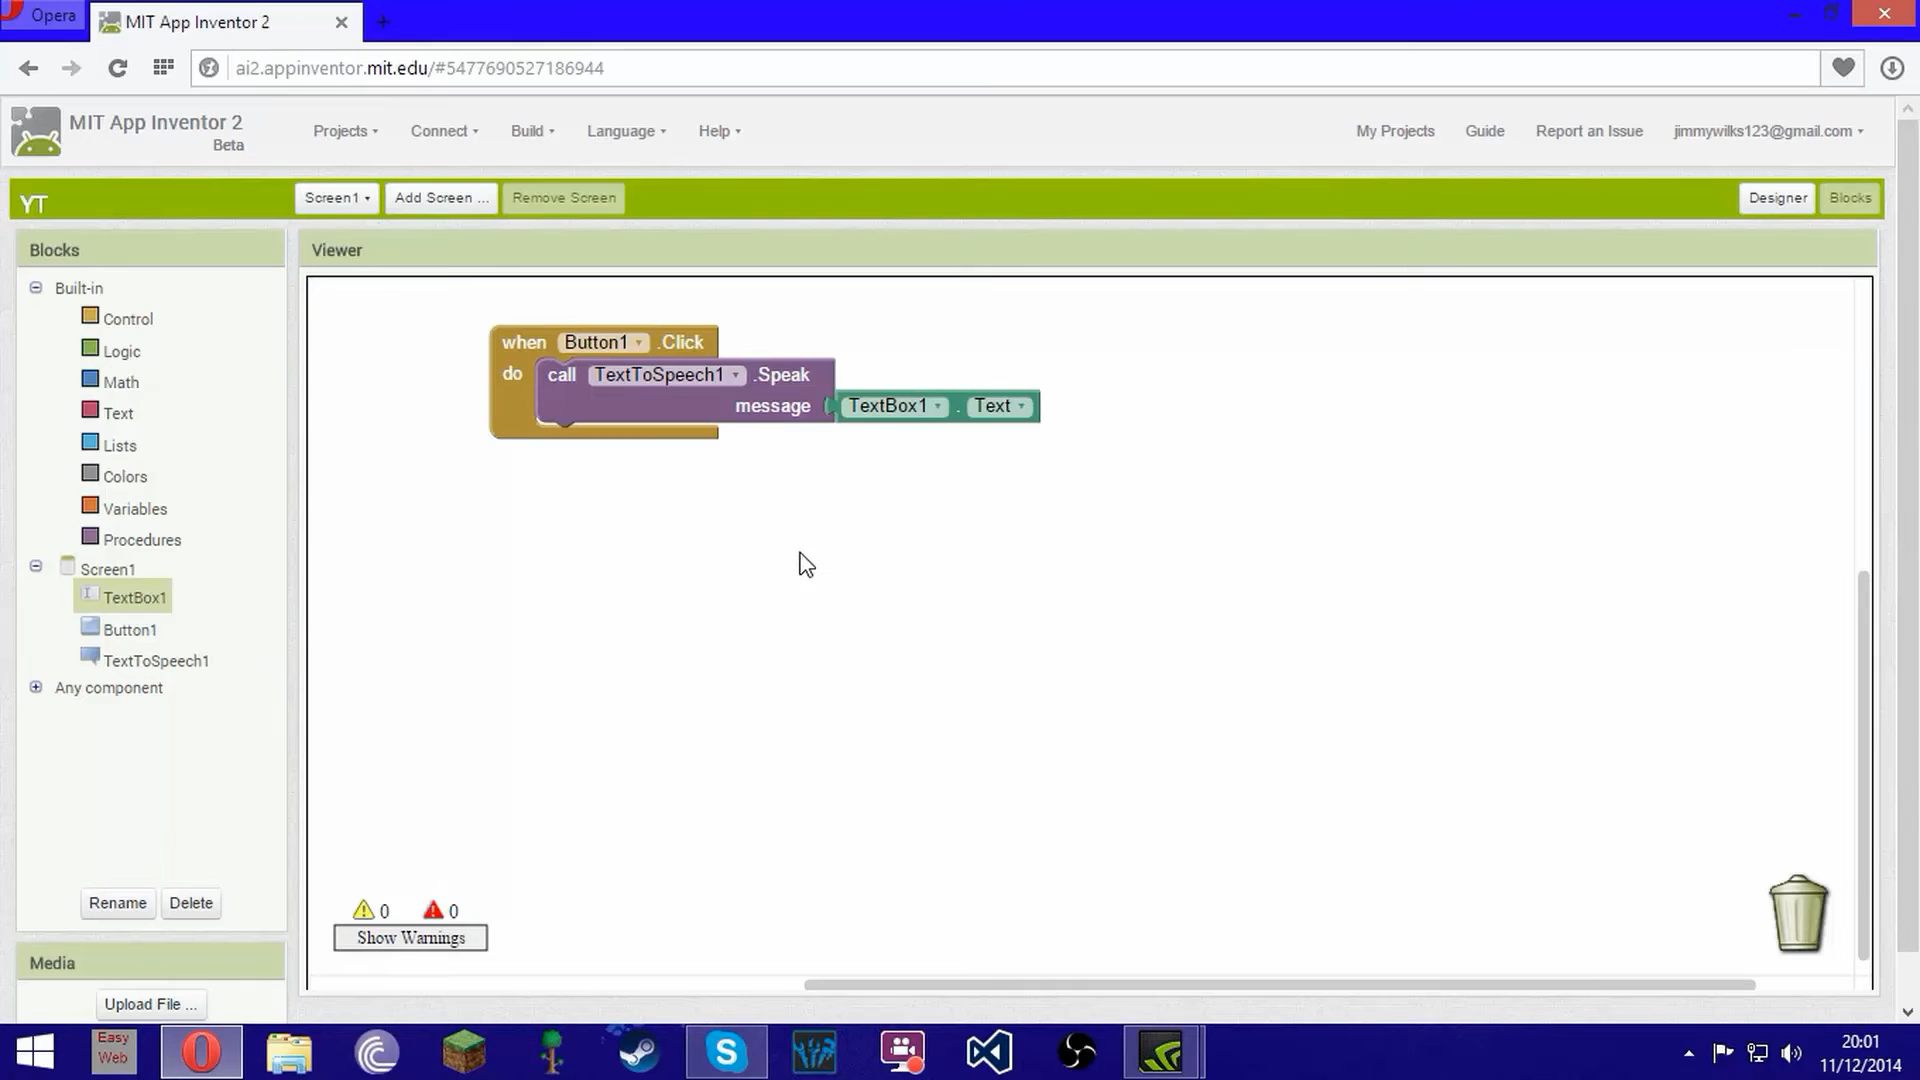 Opera
MIT App Inventor 2
ai2.appinventor.mit.edu/#5477690527186944
MIT App Inventor 2
Beta
Projects
Connect
Build
Language
Help
My Projects
Guide
Report an Issue
jimmywilks123@gmail.com
YT
Screen1
Add Screen ...
Remove Screen
Designer
Blocks
Blocks
Viewer
Built-in
Control
Logic
Math
Text
Lists
Colors
Variables
Procedures
Screen1
TextBox1
Button1
TextToSpeech1
Any component
Rename
Delete
Media
Upload File ...
when Button1 .Click
do call TextToSpeech1 .Speak
message TextBox1 . Text
0 0
Show Warnings
Easy
Web
20:01
11/12/2014